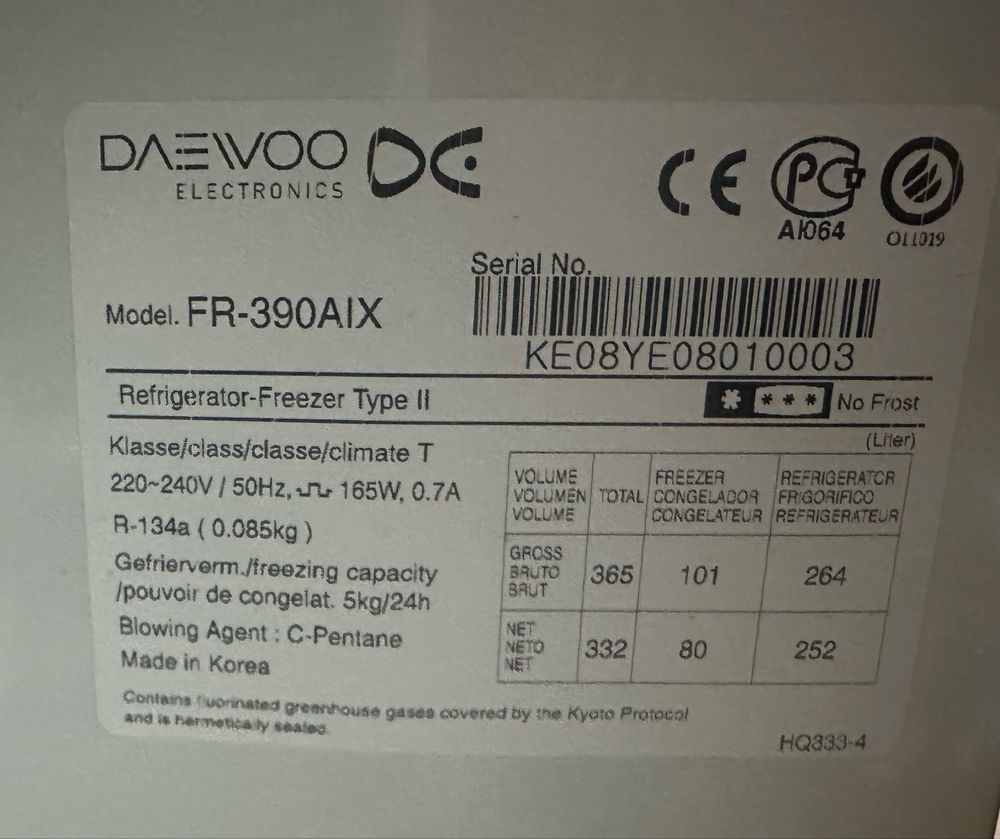 DAEWOO
ELECTRONICS
CE
PC
AЮ064
OLL019
Serial No.
Model. FR-390AIX
KE08YE08010003
Refrigerator-Freezer Type II
* *** No Frost
Klasse/class/classe/climate T
220~240V / 50Hz, 165W, 0.7A
R-134a ( 0.085kg )
Gefrierverm./freezing capacity
/pouvoir de congelat. 5kg/24h
Blowing Agent : C-Pentane
Made in Korea
(Liter)
VOLUME
VOLUMEN
VOLUME
TOTAL
FREEZER
CONGELADOR
CONGELATEUR
REFRIGERATOR
FRIGORIFICO
REFRIGERATEUR
GROSS
BRUTO
BRUT
365 101 264
NET
NETO
NET
332 80 252
Contains fluorinated greenhouse gases covered by the Kyoto Protocol
and is hermetically sealed.
HQ333-4